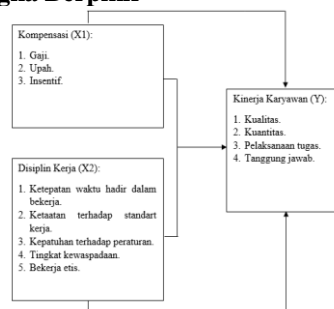 Kompensasi (X1):
1. Gaji.
2. Upah.
3. Insentif.
Kinerja Karyawan (Y):
1. Kualitas.
2. Kuantitas.
3. Pelaksanaan tugas.
4. Tanggung jawab.
Disiplin Kerja (X2):
1. Ketepatan waktu hadir dalam
bekerja.
2. Ketaatan terhadap standart
kerja.
3. Kepatuhan terhadap peraturan.
4. Tingkat kewaspadaan.
5. Bekerja etis.